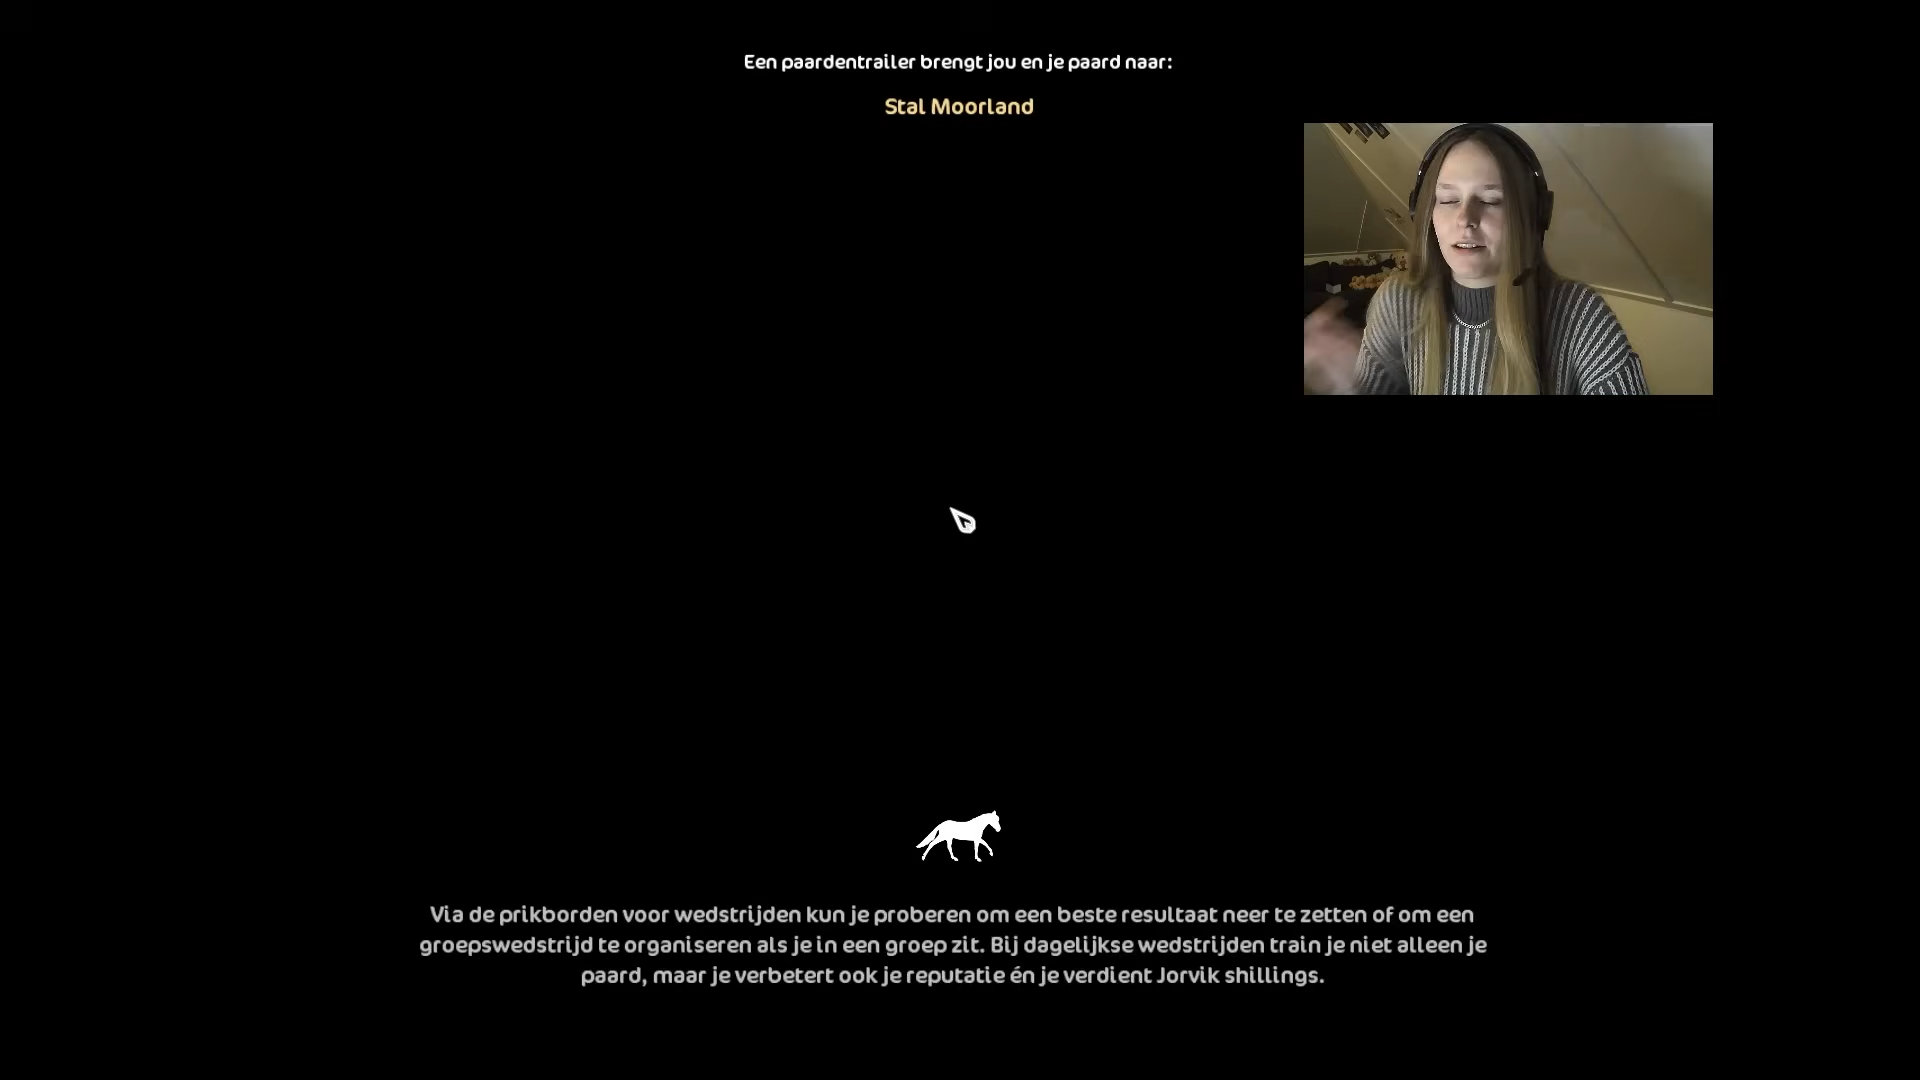 Een paardentrailer brengt jou en je paard naar:
Stal Moorland
Via de prikborden voor wedstrijden kun je proberen om een beste resultaat neer te zetten of om een
groepswedstrijd te organiseren als je in een groep zit. Bij dagelijkse wedstrijden train je niet alleen je
paard, maar je verbetert ook je reputatie én je verdient Jorvik shillings.